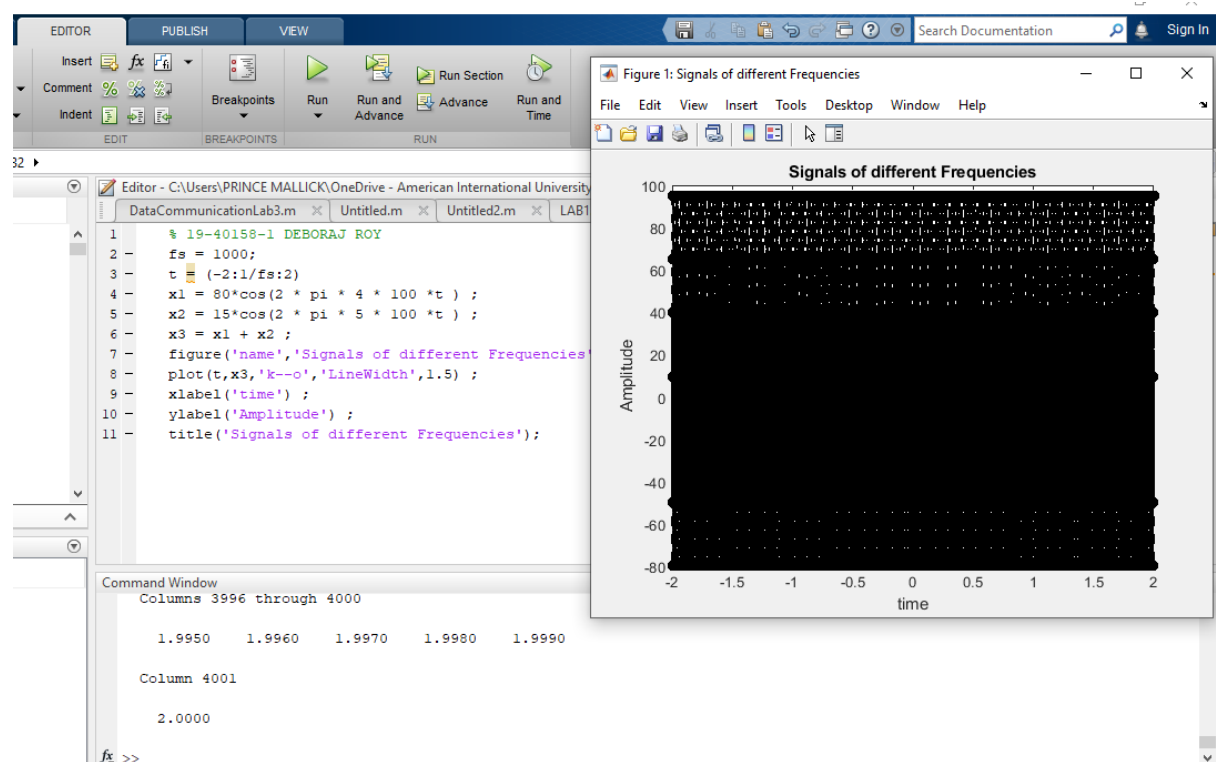 EDITOR PUBLISH VIEW
Search Documentation Sign In
Insert fx fi
Comment % %
Indent
Breakpoints
Run
Run and Advance
Run Section
Advance
Run and Time
EDIT BREAKPOINTS RUN
32
Editor - C:\Users\PRINCE MALLICK\OneDrive - American International University
DataCommunicationLab3.m Untitled.m Untitled2.m LAB1
1 % 19-40158-1 DEBORAJ ROY
2 - fs = 1000;
3 - t = (-2:1/fs:2)
4 - x1 = 80*cos(2 * pi * 4 * 100 *t ) ;
5 - x2 = 15*cos(2 * pi * 5 * 100 *t ) ;
6 - x3 = x1 + x2 ;
7 - figure('name','Signals of different Frequencies'
8 - plot(t,x3,'k--o','LineWidth',1.5) ;
9 - xlabel('time') ;
10 - ylabel('Amplitude') ;
11 - title('Signals of different Frequencies');
Command Window
Columns 3996 through 4000
1.9950 1.9960 1.9970 1.9980 1.9990
Column 4001
2.0000
fx >>
Figure 1: Signals of different Frequencies
File Edit View Insert Tools Desktop Window Help
Signals of different Frequencies
100
80
60
40
20
0
-20
-40
-60
-80
Amplitude
-2 -1.5 -1 -0.5 0 0.5 1 1.5 2
time